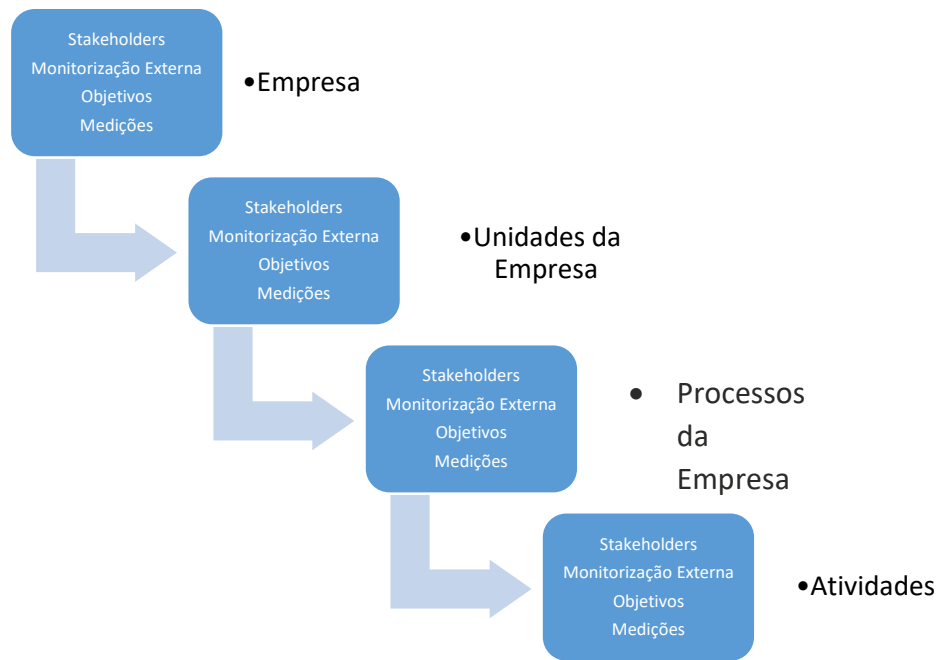 Stakeholders
Monitorização Externa
Objetivos
Medições
•Empresa
Stakeholders
Monitorização Externa
Objetivos
Medições
•Unidades da
Empresa
Stakeholders
Monitorização Externa
Objetivos
Medições
• Processos
da
Empresa
Stakeholders
Monitorização Externa
Objetivos
Medições
•Atividades